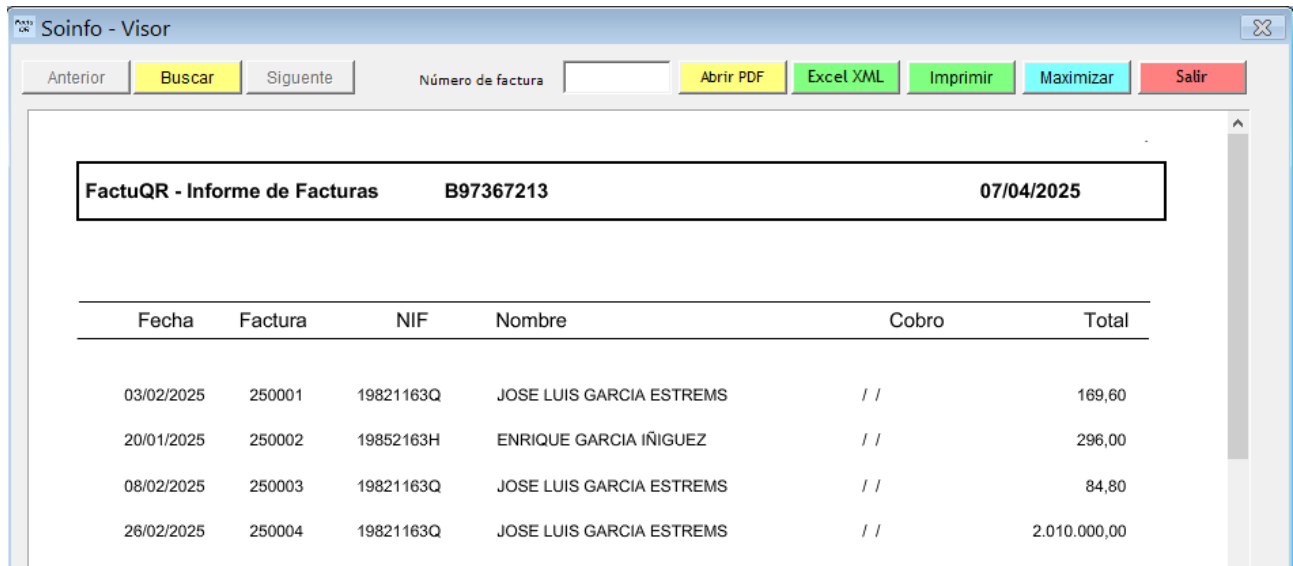 Soinfo - Visor
Anterior Buscar Siguente Número de factura Abrir PDF Excel XML Imprimir Maximizar Salir
FactuQR - Informe de Facturas B97367213 07/04/2025
Fecha Factura NIF Nombre Cobro Total
03/02/2025 250001 19821163Q JOSE LUIS GARCIA ESTREMS / / 169,60
20/01/2025 250002 19852163H ENRIQUE GARCIA IÑIGUEZ / / 296,00
08/02/2025 250003 19821163Q JOSE LUIS GARCIA ESTREMS / / 84,80
26/02/2025 250004 19821163Q JOSE LUIS GARCIA ESTREMS / / 2.010.000,00